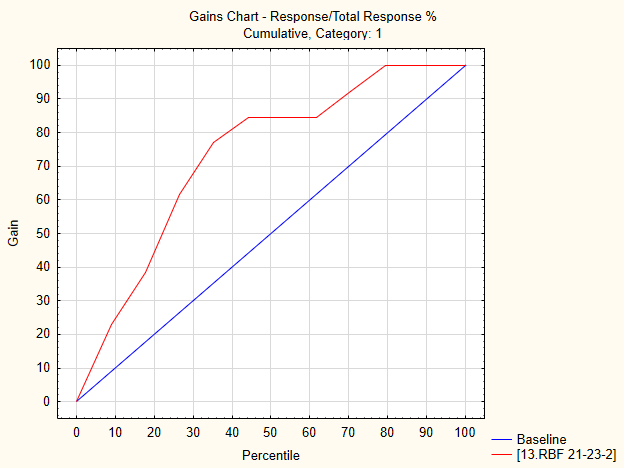 Gains Chart - Response/Total Response %
Cumulative, Category: 1
100
90
80
70
60
50
40
30
20
10
0
Gain
0 10 20 30 40 50 60 70 80 90 100
Percentile
Baseline
[13.RBF 21-23-2]